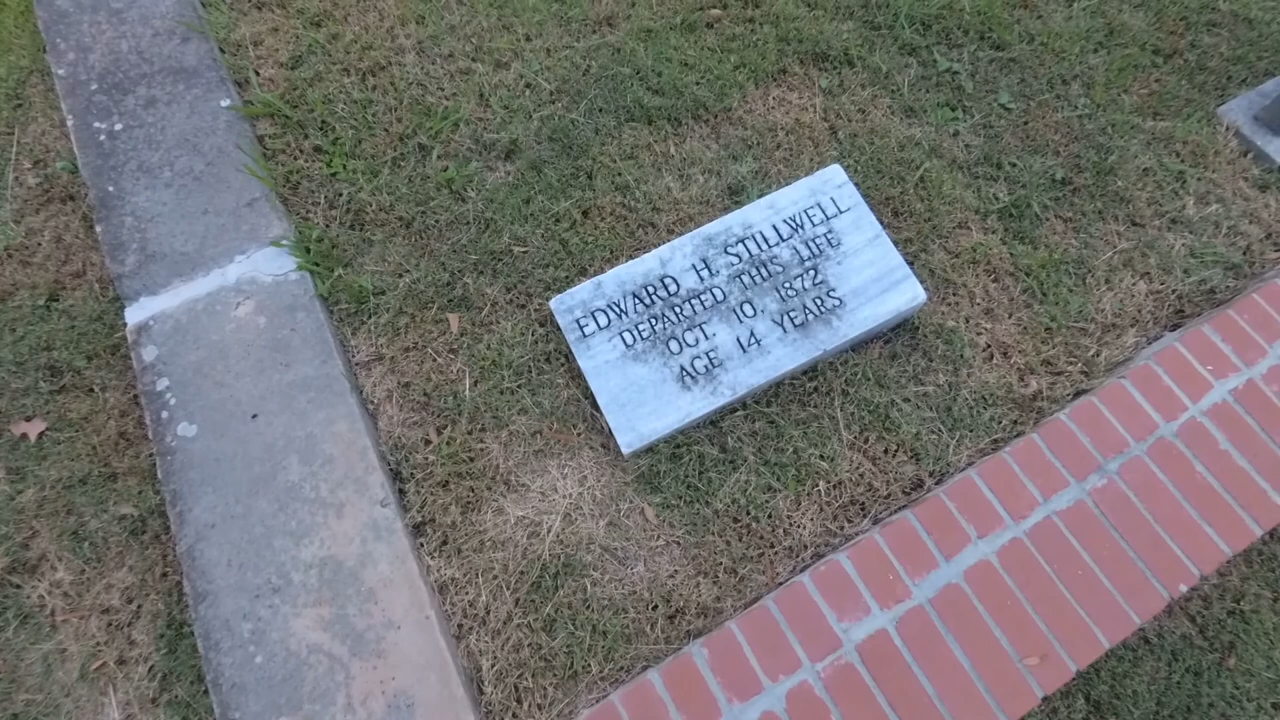 EDWARD H. STILLWELL
DEPARTED THIS LIFE
OCT. 10, 1872
AGE 14 YEARS